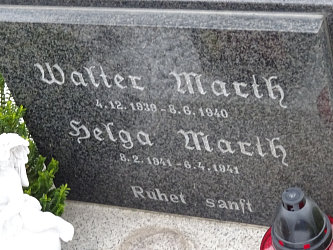 Walter Marth
4.12.1939 - 8.6.1940
Helga Marth
8.2.1941 - 6.4.1941
Ruhet sanft